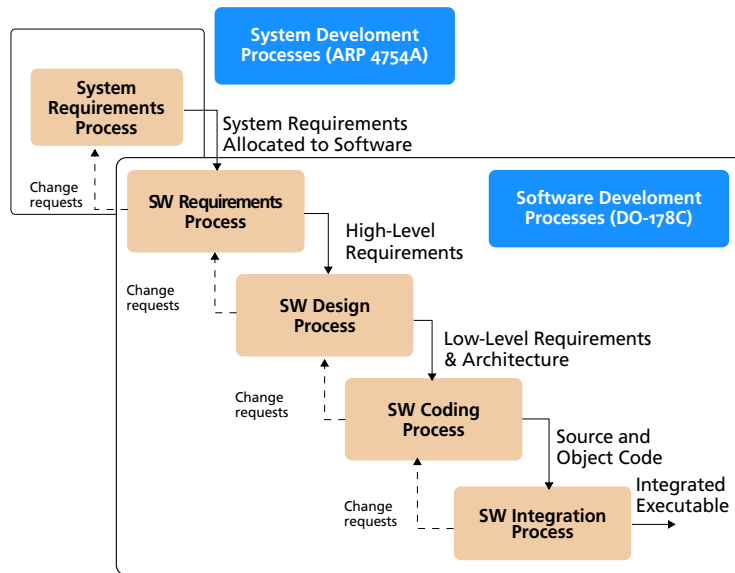 System Develoment
Processes (ARP 4754A)
System
Requirements
Process
System Requirements
Allocated to Software
Change
requests
SW Requirements
Process
Software Develoment
Processes (DO-178C)
High-Level
Requirements
Change
requests
SW Design
Process
Low-Level Requirements
& Architecture
Change
requests
SW Coding
Process
Source and
Object Code
Integrated
Executable
Change
requests
SW Integration
Process